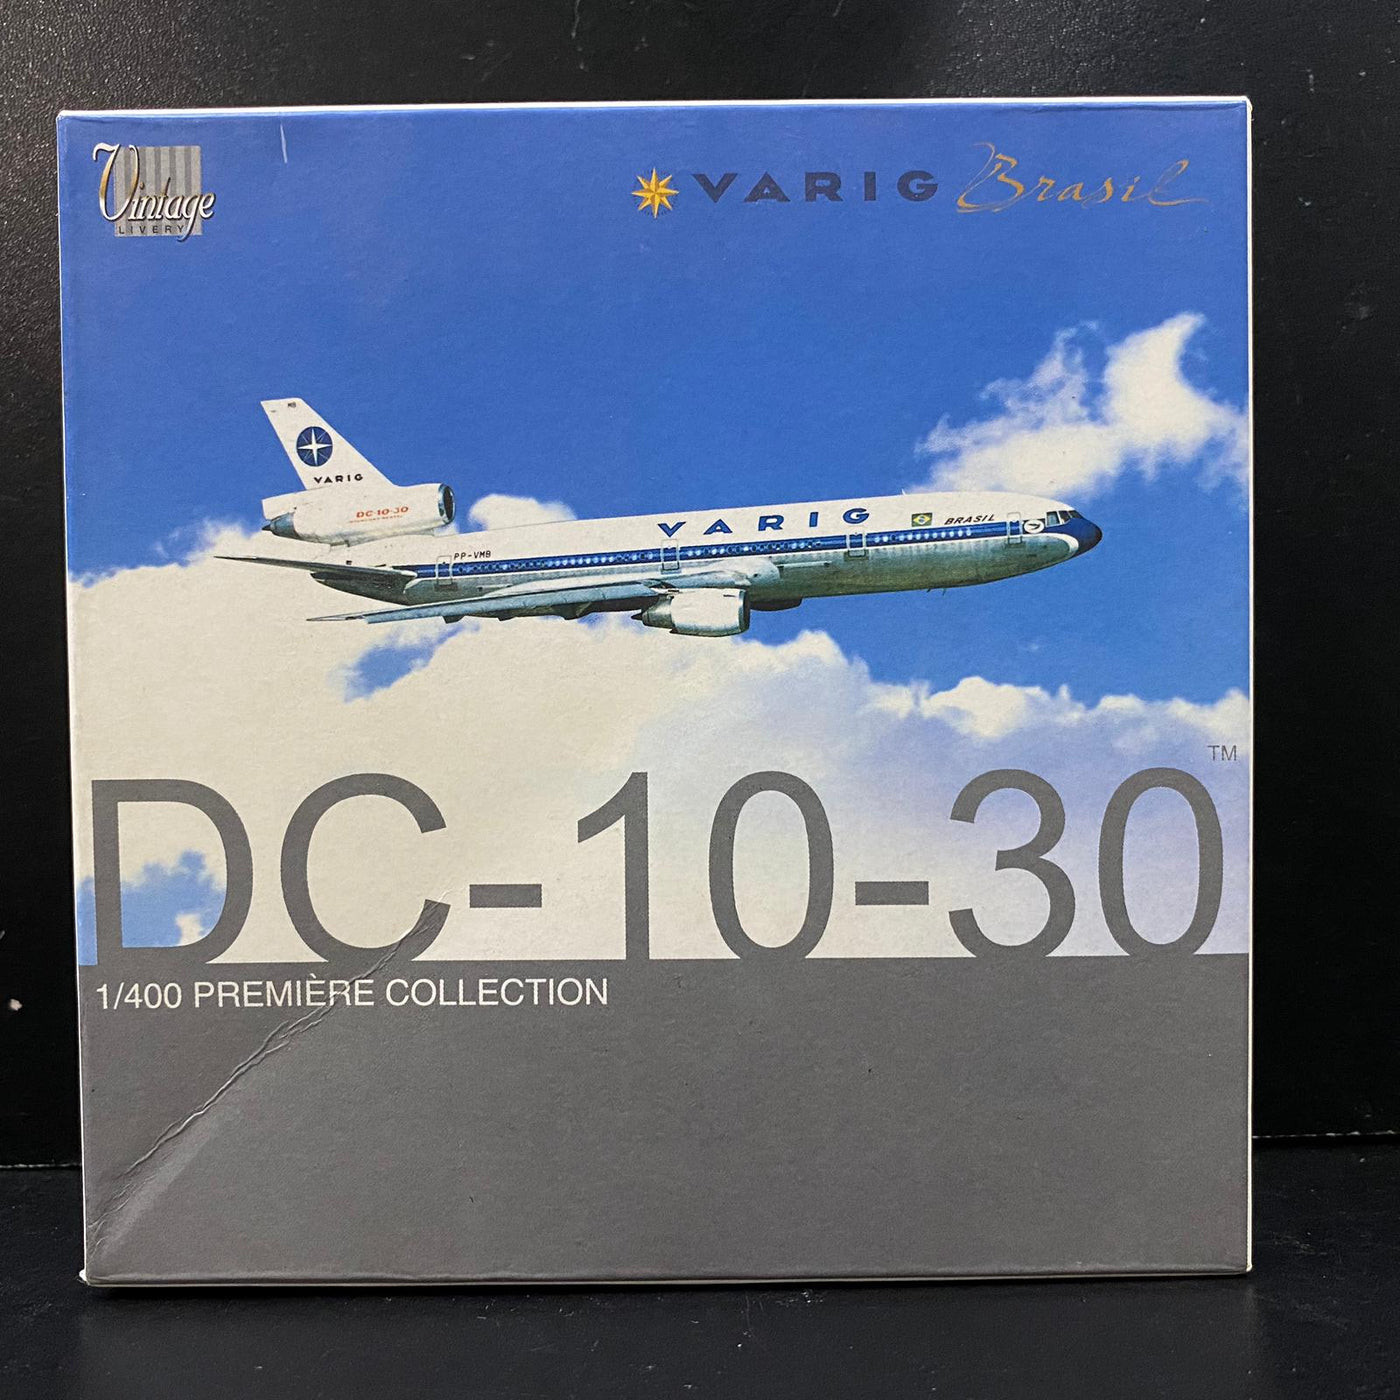 Vintage
LIVERY
VARIG Brasil
VARIG
DC-10-30
VARIG
BRASIL
PP-VMB
DC-10-30
TM
1/400 PREMIÈRE COLLECTION